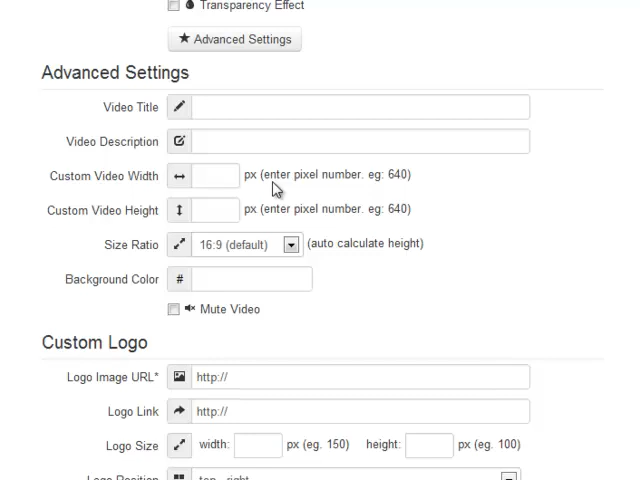 Transparency Effect
Advanced Settings
Advanced Settings
Video Title
Video Description
Custom Video Width px (enter pixel number. eg: 640)
Custom Video Height px (enter pixel number. eg: 640)
Size Ratio 16:9 (default) (auto calculate height)
Background Color #
Mute Video
Custom Logo
Logo Image URL* http://
Logo Link http://
Logo Size width: px (eg. 150) height: px (eg. 100)
Logo Position top - right